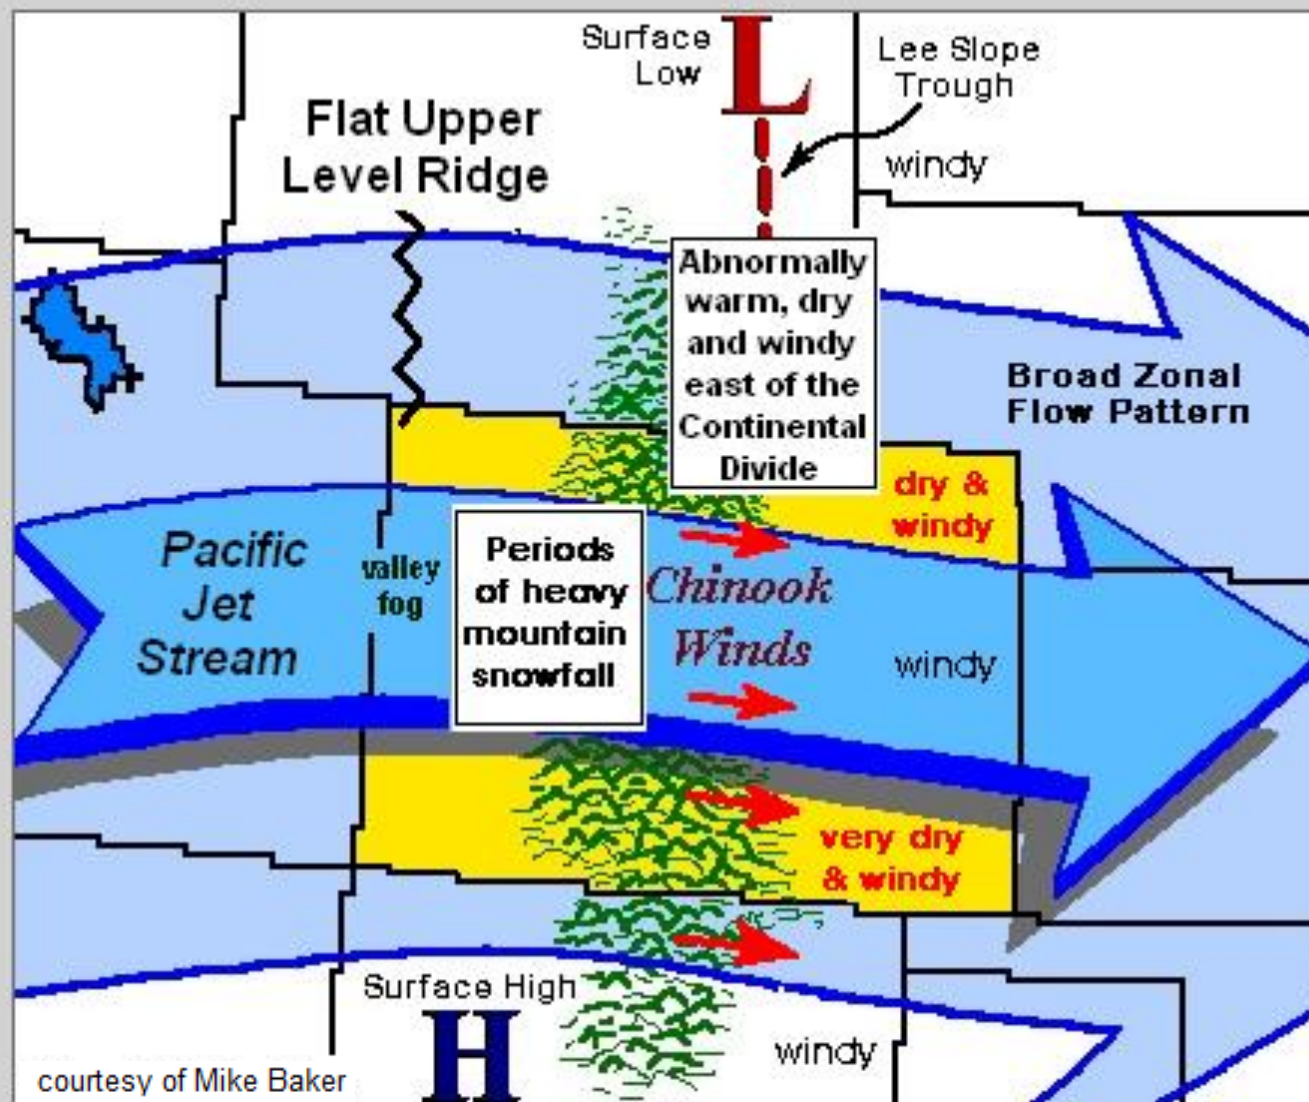 Surface
Low
L
Lee Slope
Trough
Flat Upper
Level Ridge
windy
Abnormally
warm, dry
and windy
east of the
Continental
Divide
Broad Zonal
Flow Pattern
dry &
windy
Pacific
Jet
Stream
valley
fog
Periods
of heavy
mountain
snowfall
Chinook
Winds
windy
very dry
& windy
Surface High
H
windy
courtesy of Mike Baker